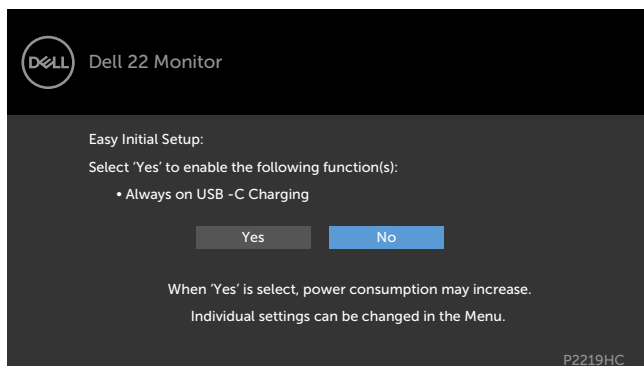 DELL Dell 22 Monitor
Easy Initial Setup:
Select ‘Yes’ to enable the following function(s):
• Always on USB -C Charging
Yes No
When ‘Yes’ is select, power consumption may increase.
Individual settings can be changed in the Menu.
P2219HC